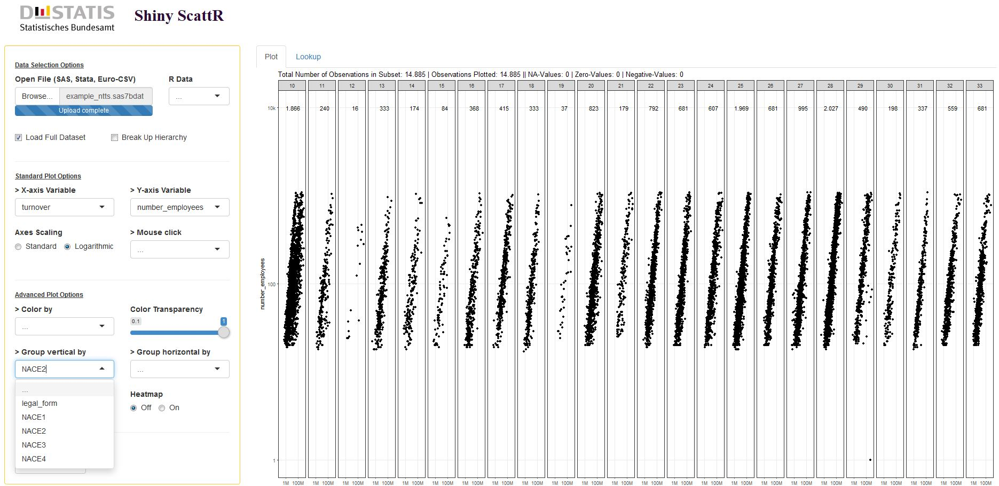 DESTATIS
Statistisches Bundesamt
Shiny ScattR
Data Selection Options
Open File (SAS, Stata, Euro-CSV)
R Data
Browse... example_ntts.sas7bdat
...
Upload complete
Load Full Dataset
Break Up Hierarchy
Standard Plot Options
> X-axis Variable
> Y-axis Variable
turnover
number_employees
Axes Scaling
> Mouse click
Standard Logarithmic
...
Advanced Plot Options
> Color by
Color Transparency
...
0.1 1
> Group vertical by
> Group horizontal by
NACE2
...
...
legal_form
NACE1
NACE2
NACE3
NACE4
Heatmap
Off On
Plot Lookup
Total Number of Observations in Subset: 14.885 | Observations Plotted: 14.885 || NA-Values: 0 | Zero-Values: 0 | Negative-Values: 0
10 11 12 13 14 15 16 17 18 19 20 21 22 23 24 25 26 27 28 29 30 31 32 33
10k 1.866 240 16 333 174 84 368 415 333 37 823 179 792 681 607 1.969 681 995 2.027 490 198 337 559 681
number_employees
100
1
1M 100M 1M 100M 1M 100M 1M 100M 1M 100M 1M 100M 1M 100M 1M 100M 1M 100M 1M 100M 1M 100M 1M 100M 1M 100M 1M 100M 1M 100M 1M 100M 1M 100M 1M 100M 1M 100M 1M 100M 1M 100M 1M 100M 1M 100M 1M 100M